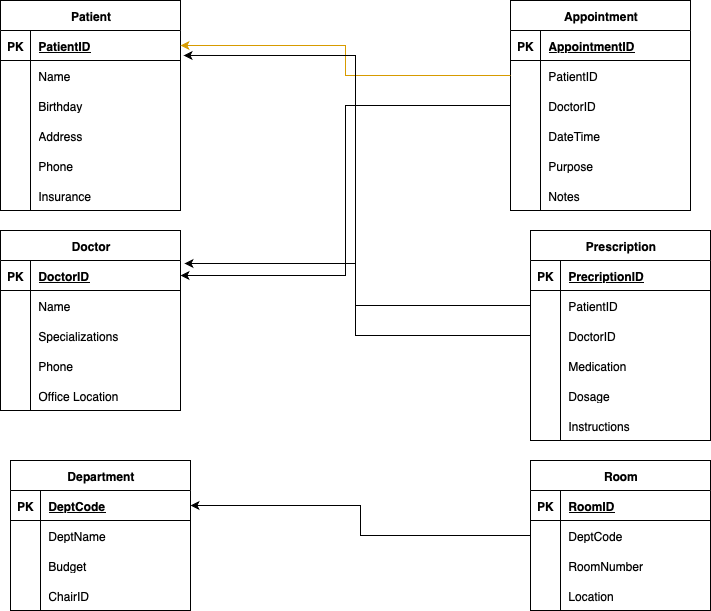 Patient
PK PatientID
Name
Birthday
Address
Phone
Insurance
Appointment
PK AppointmentID
PatientID
DoctorID
DateTime
Purpose
Notes
Doctor
PK DoctorID
Name
Specializations
Phone
Office Location
Prescription
PK PrecriptionID
PatientID
DoctorID
Medication
Dosage
Instructions
Department
PK DeptCode
DeptName
Budget
ChairID
Room
PK RoomID
DeptCode
RoomNumber
Location